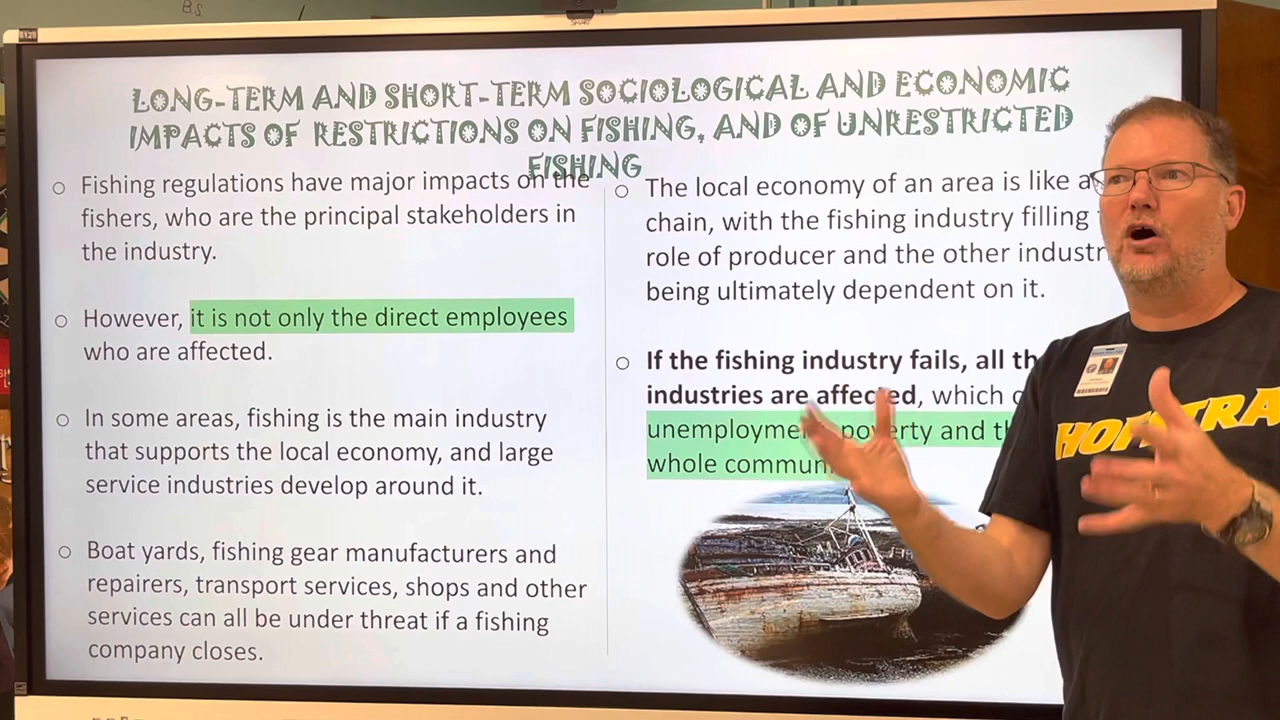 BS
SMART
LONG-TERM AND SHORT-TERM SOCIOLOGICAL AND ECONOMIC
IMPACTS OF RESTRICTIONS ON FISHING, AND OF UNRESTRICTED
FISHING
○ Fishing regulations have major impacts on the
fishers, who are the principal stakeholders in
the industry.
○ However, it is not only the direct employees
who are affected.
○ In some areas, fishing is the main industry
that supports the local economy, and large
service industries develop around it.
○ Boat yards, fishing gear manufacturers and
repairers, transport services, shops and other
services can all be under threat if a fishing
company closes.
○ The local economy of an area is like a
chain, with the fishing industry filling
role of producer and the other
being ultimately dependent on it.
○ If the fishing industry fails, all
industries are affected, which
poverty and
whole
HOFSTRA